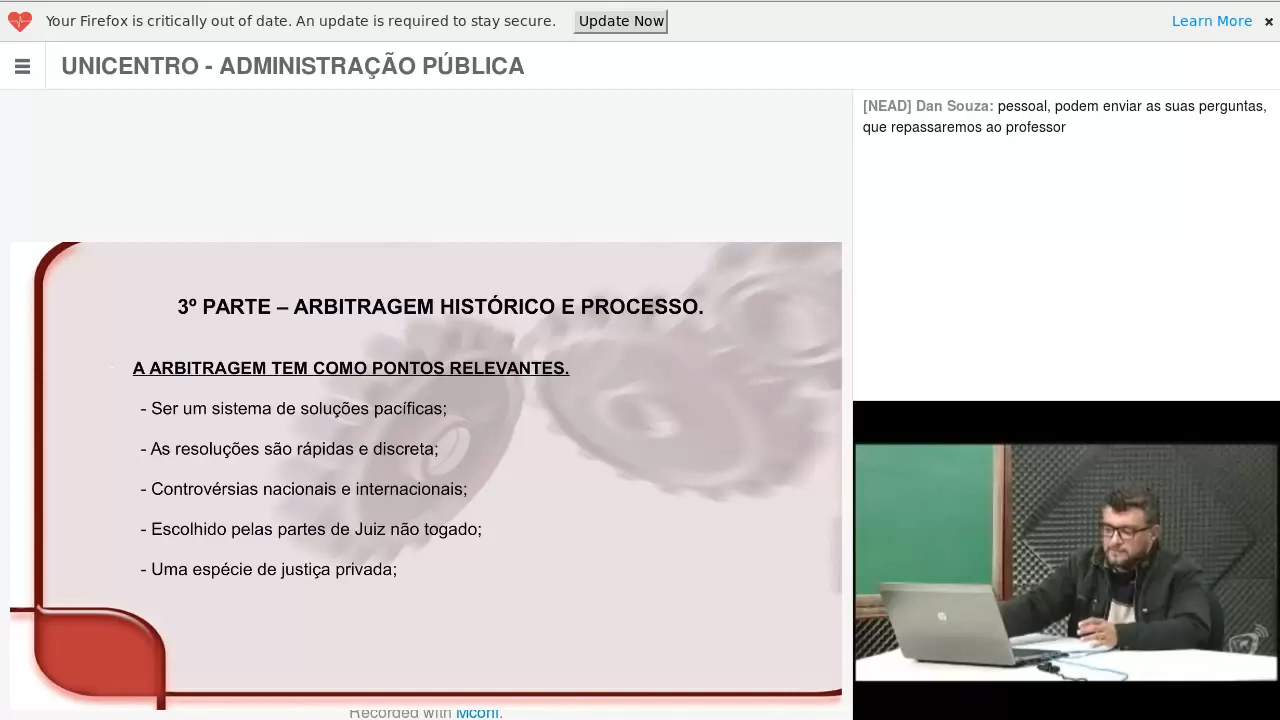 Your Firefox is critically out of date. An update is required to stay secure. Update Now Learn More ×
UNICENTRO - ADMINISTRAÇÃO PÚBLICA
[NEAD] Dan Souza: pessoal, podem enviar as suas perguntas,
que repassaremos ao professor
3º PARTE – ARBITRAGEM HISTÓRICO E PROCESSO.
A ARBITRAGEM TEM COMO PONTOS RELEVANTES.
- Ser um sistema de soluções pacíficas;
- As resoluções são rápidas e discreta;
- Controvérsias nacionais e internacionais;
- Escolhido pelas partes de Juiz não togado;
- Uma espécie de justiça privada;
Recorded with Mconf.
hp